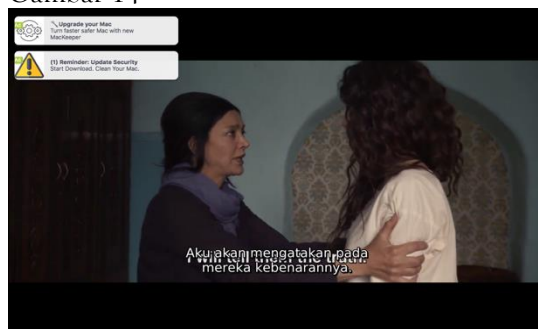 Gambar 14
Upgrade your Mac
Turn faster safer Mac with new
MacKeeper
(1) Reminder: Update Security
Start Download, Clean Your Mac.
Aku akan mengatakan pada
I will tell them the truth.
mereka kebenarannya.